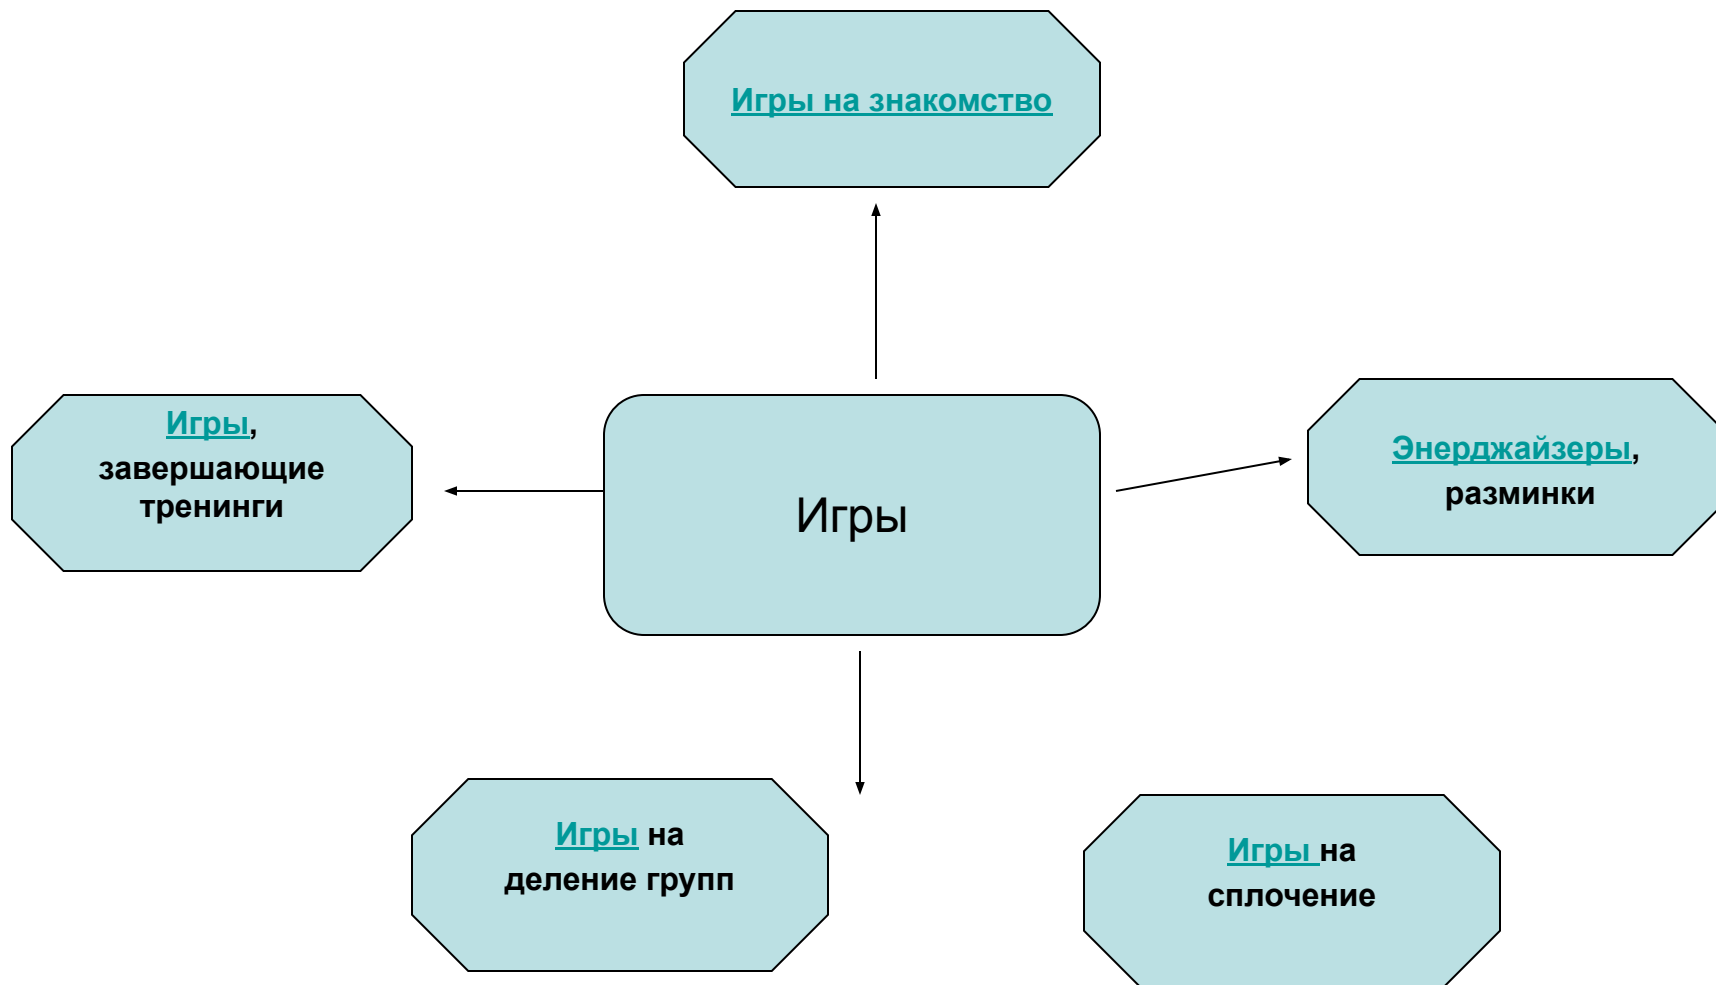 Игры на знакомство
Игры,
завершающие
тренинги
Игры
Энерджайзеры,
разминки
Игры на
деление групп
Игры на
сплочение